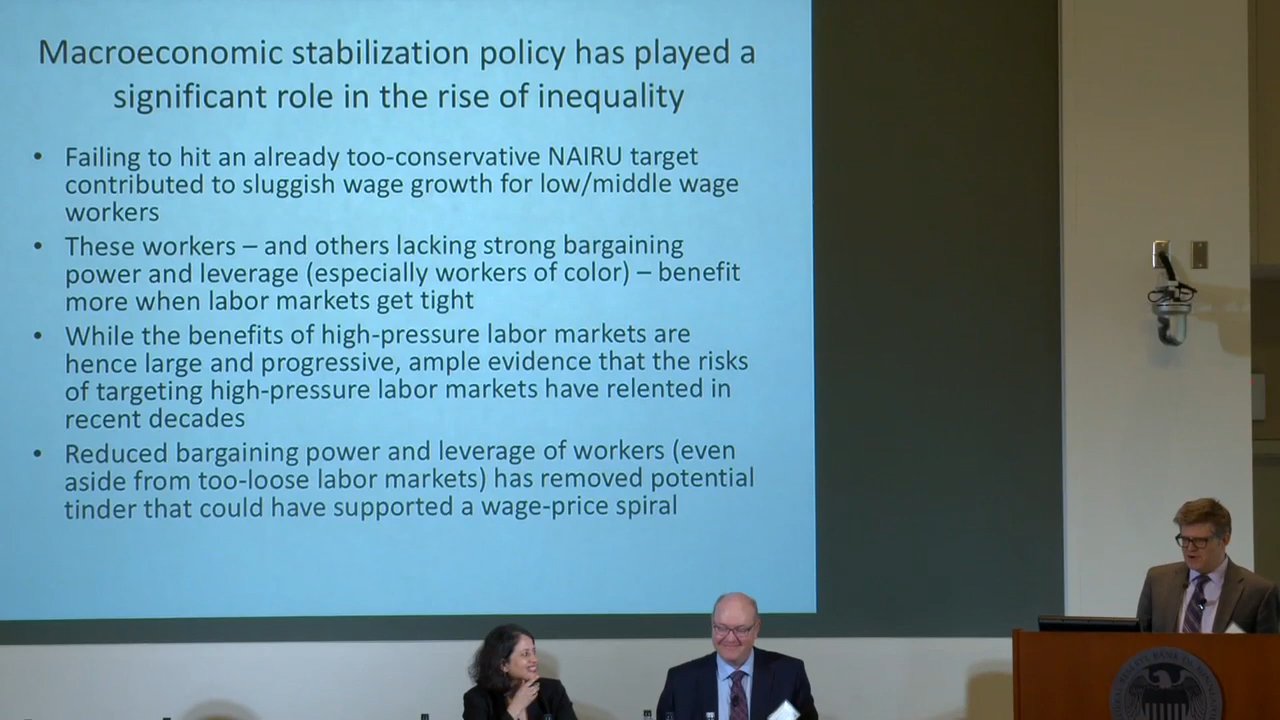 Macroeconomic stabilization policy has played a
significant role in the rise of inequality
• Failing to hit an already too-conservative NAIRU target
contributed to sluggish wage growth for low/middle wage
workers
• These workers – and others lacking strong bargaining
power and leverage (especially workers of color) – benefit
more when labor markets get tight
• While the benefits of high-pressure labor markets are
hence large and progressive, ample evidence that the risks
of targeting high-pressure labor markets have relented in
recent decades
• Reduced bargaining power and leverage of workers (even
aside from too-loose labor markets) has removed potential
tinder that could have supported a wage-price spiral